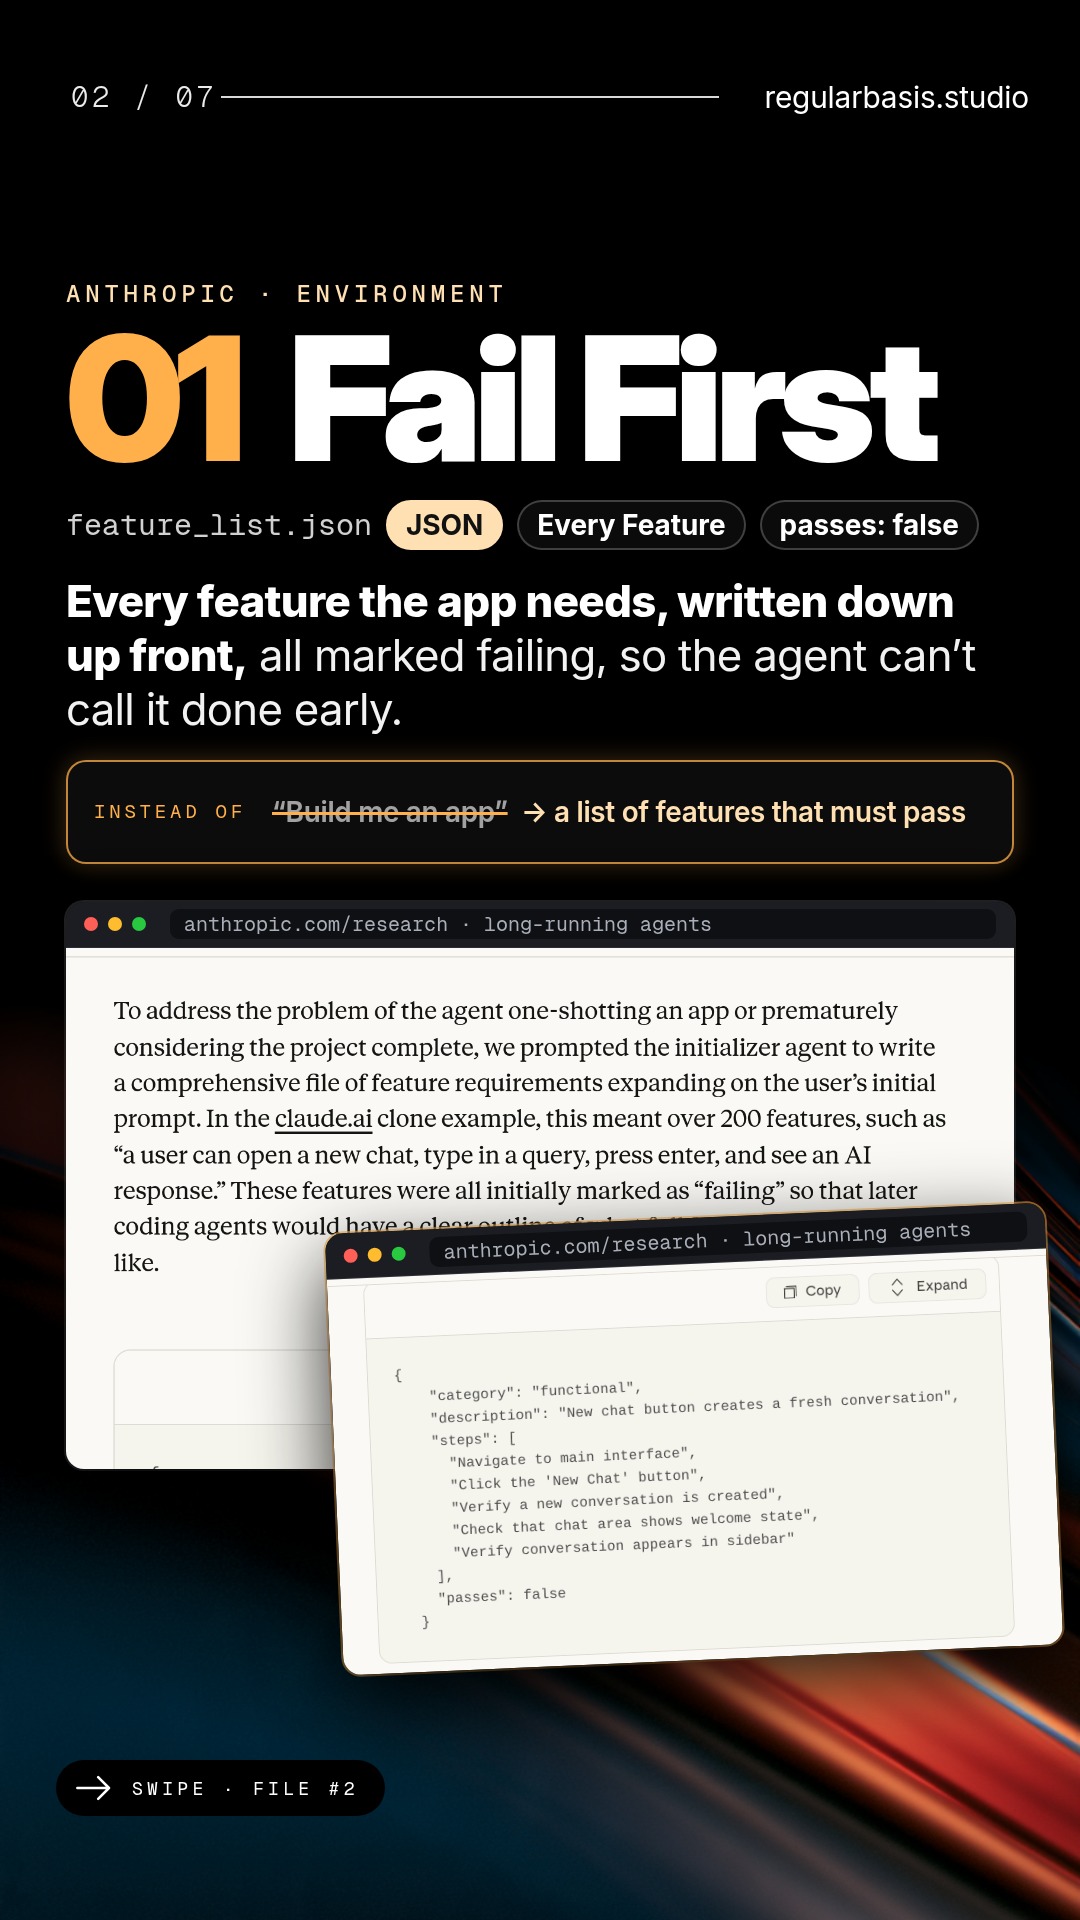 02 / 07
regularbasis.studio
ANTHROPIC · ENVIRONMENT
01 Fail First
feature_list.json JSON Every Feature passes: false
Every feature the app needs, written down
up front, all marked failing, so the agent can’t
call it done early.
INSTEAD OF “Build me an app” → a list of features that must pass
anthropic.com/research · long-running agents
To address the problem of the agent one-shotting an app or prematurely
considering the project complete, we prompted the initializer agent to write
a comprehensive file of feature requirements expanding on the user’s initial
prompt. In the claude.ai clone example, this meant over 200 features, such as
“a user can open a new chat, type in a query, press enter, and see an AI
response.” These features were all initially marked as “failing” so that later
coding agents would have a clear outline of what
like.
anthropic.com/research · long-running agents
Copy Expand
{
"category": "functional",
"description": "New chat button creates a fresh conversation",
"steps": [
"Navigate to main interface",
"Click the 'New Chat' button",
"Verify a new conversation is created",
"Check that chat area shows welcome state",
"Verify conversation appears in sidebar"
],
"passes": false
}
→ SWIPE · FILE #2